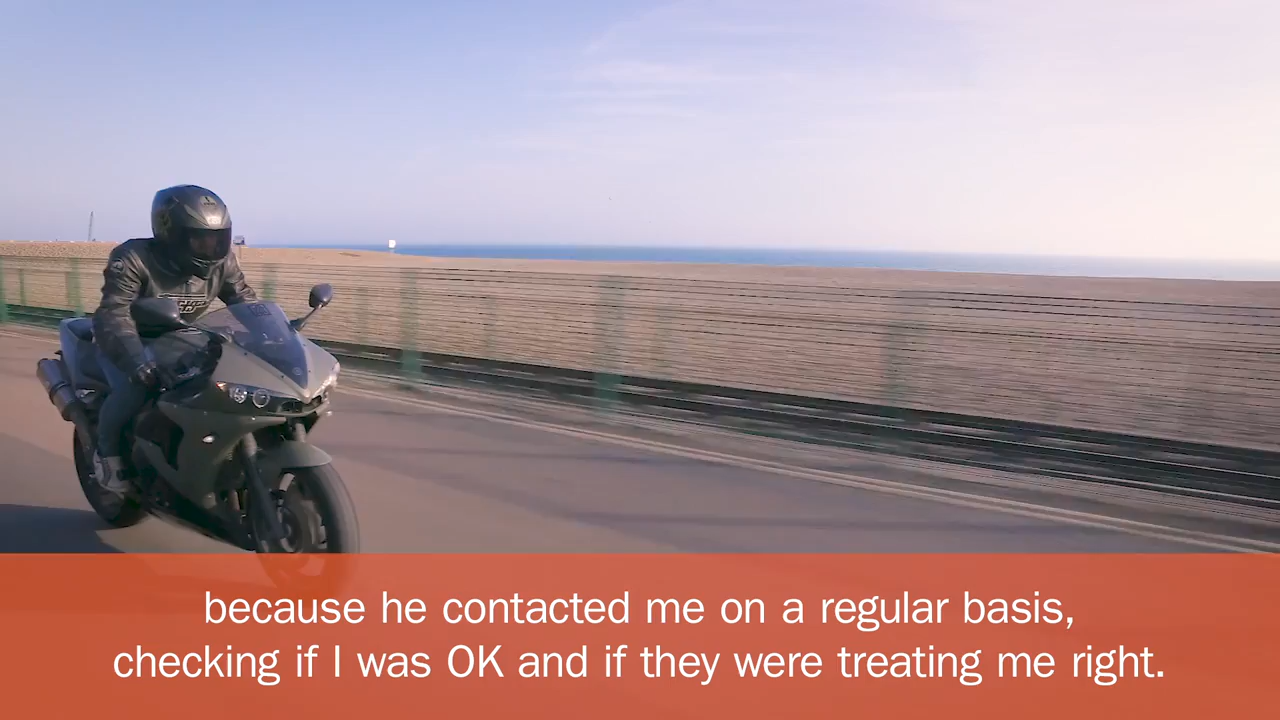 because he contacted me on a regular basis,
checking if I was OK and if they were treating me right.